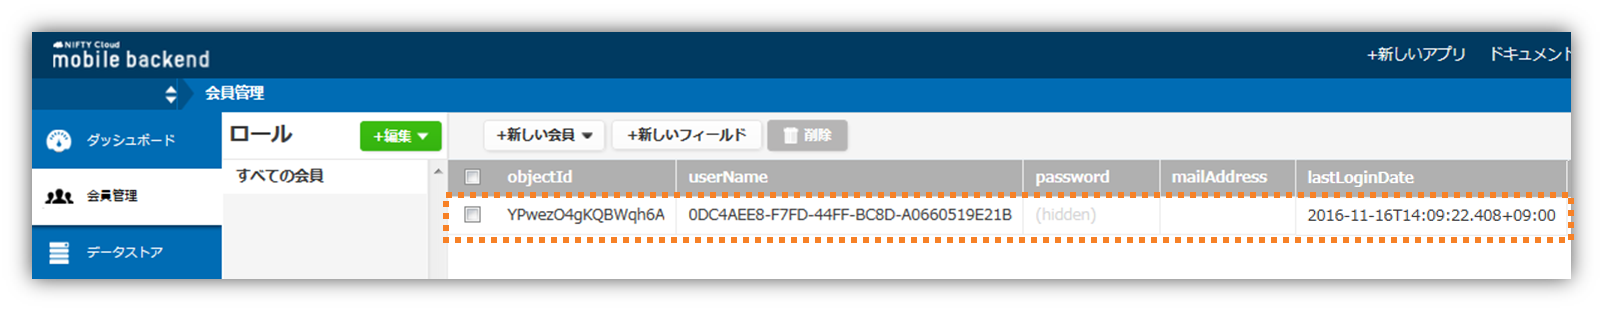 NIFTY Cloud
mobile backend
+新しいアプリ ドキュメント
会員管理
ダッシュボード
会員管理
データストア
ロール +編集
すべての会員
+新しい会員 +新しいフィールド 削除
objectId userName password mailAddress lastLoginDate
YPwezO4gKQBWqh6A 0DC4AEE8-F7FD-44FF-BC8D-A0660519E21B (hidden) 2016-11-16T14:09:22.408+09:00